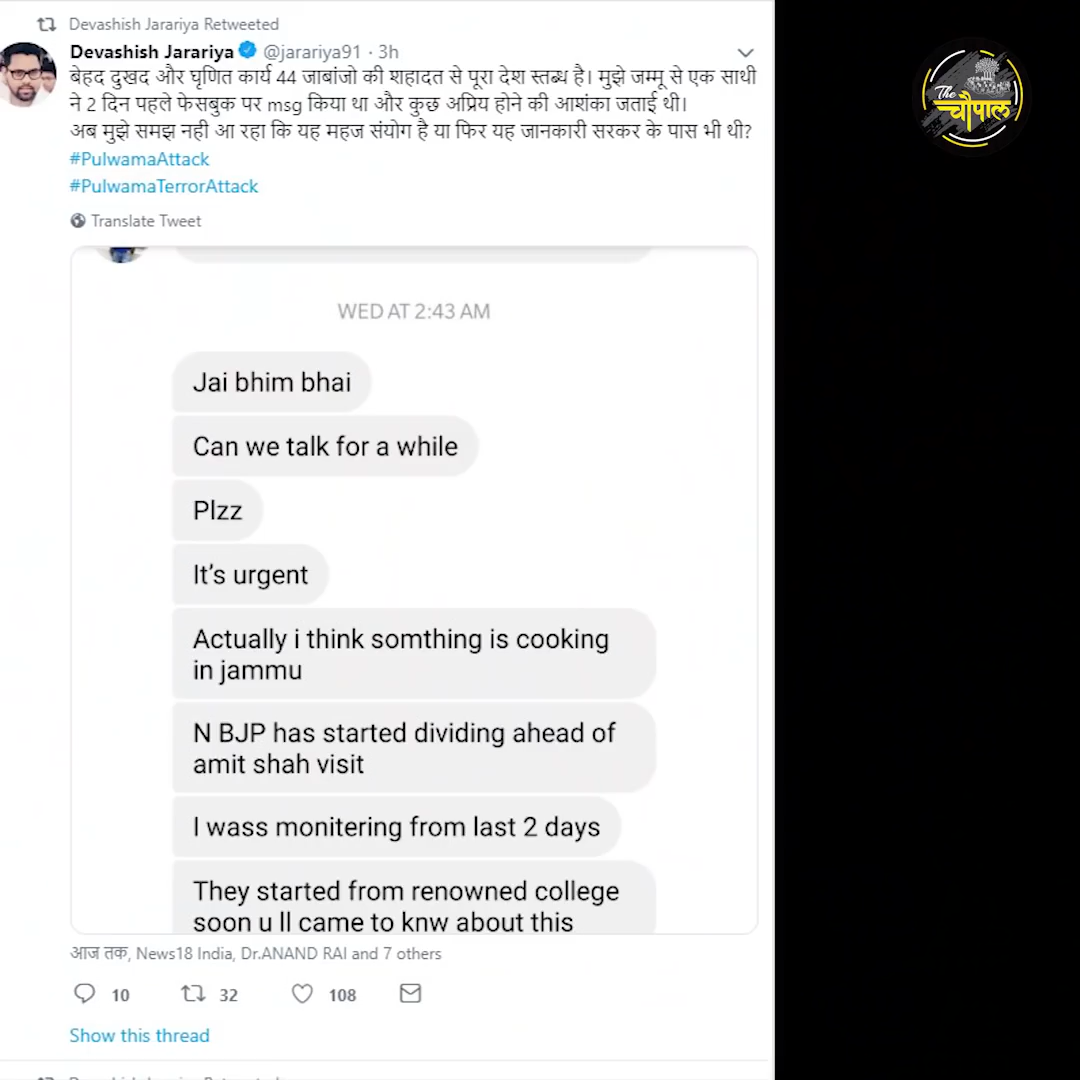 Devashish Jarariya Retweeted
Devashish Jarariya @jarariya91 · 3h
बेहद दुखद और घृणित कार्य 44 जाबांजो की शहादत से पूरा देश स्तब्ध है। मुझे जम्मू से एक साथी
ने 2 दिन पहले फेसबुक पर msg किया था और कुछ अप्रिय होने की आशंका जताई थी।
अब मुझे समझ नही आ रहा कि यह महज संयोग है या फिर यह जानकारी सरकर के पास भी थी?
#PulwamaAttack
#PulwamaTerrorAttack
Translate Tweet
WED AT 2:43 AM
Jai bhim bhai
Can we talk for a while
Plzz
It's urgent
Actually i think somthing is cooking
in jammu
N BJP has started dividing ahead of
amit shah visit
I wass monitering from last 2 days
They started from renowned college
soon u ll came to knw about this
आज तक, News18 India, Dr.ANAND RAI and 7 others
10 32 108
Show this thread
The
चौपाल